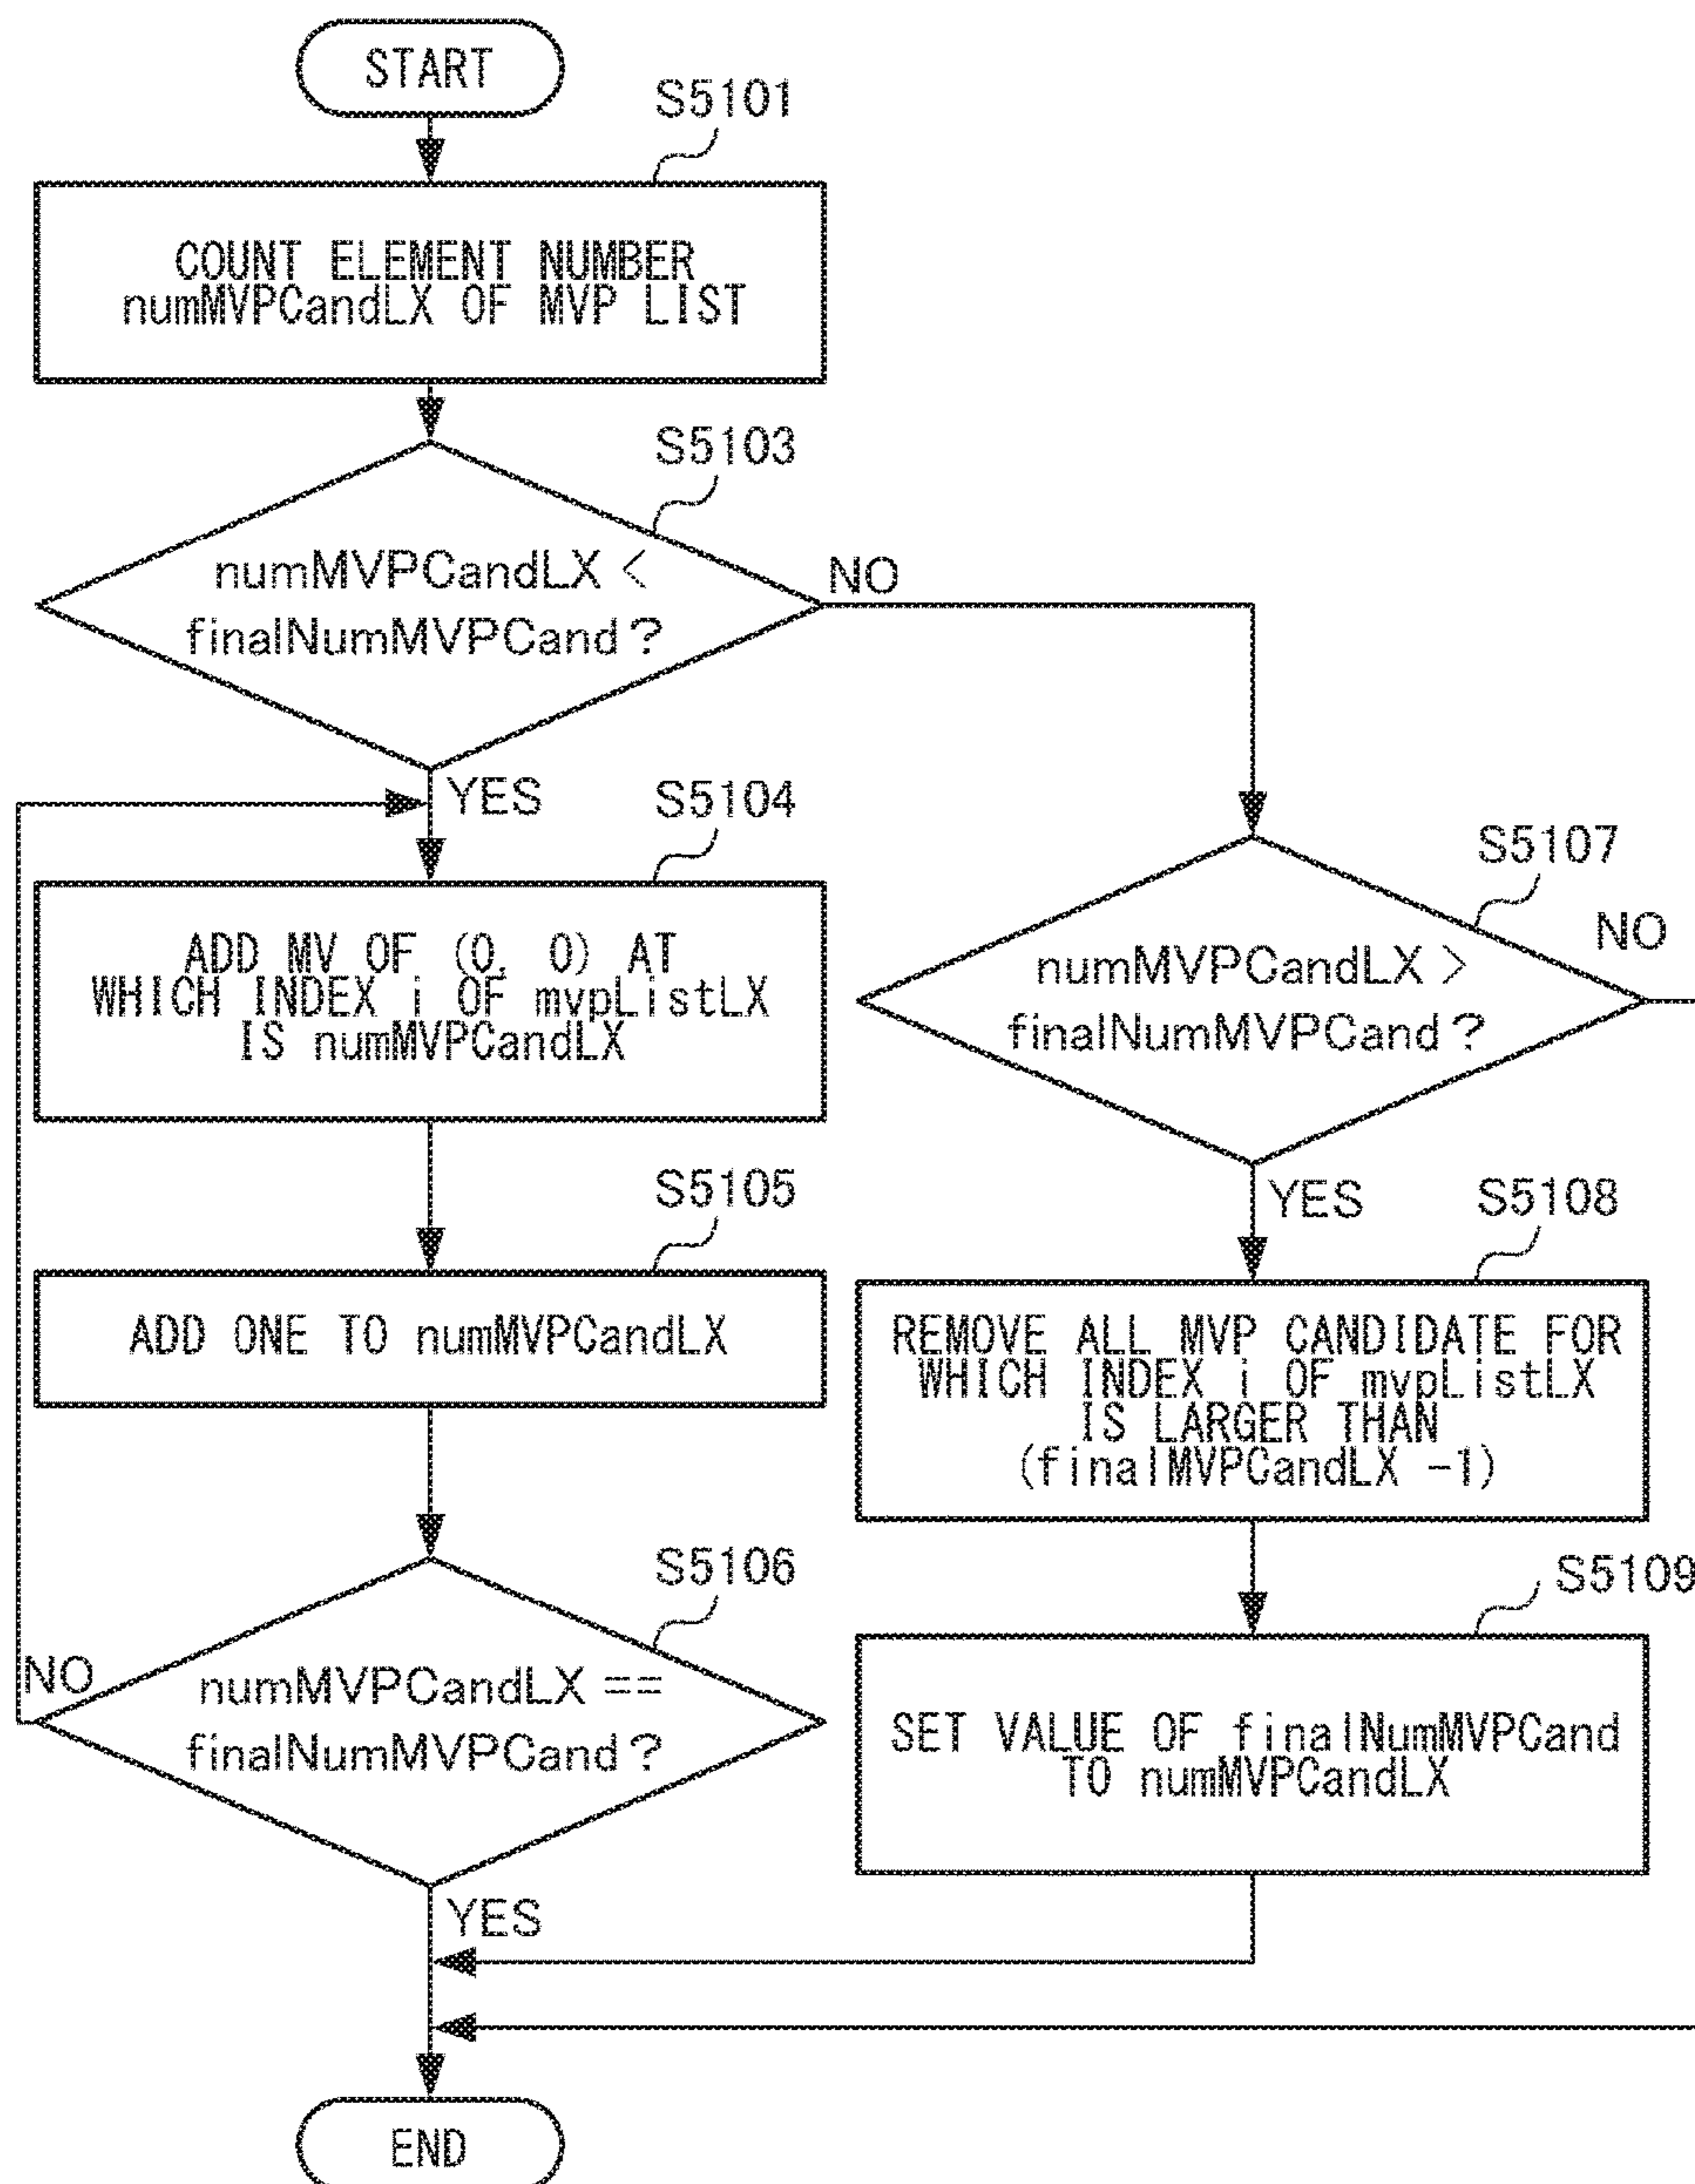 START
S5101
COUNT ELEMENT NUMBER
numMVPCandLX OF MVP LIST
S5103
numMVPCandLX <
finalNumMVPCand?
NO
YES
S5104
ADD MV OF (0, 0) AT
WHICH INDEX i OF mvpListLX
IS numMVPCandLX
S5105
ADD ONE TO numMVPCandLX
S5106
NO
numMVPCandLX ==
finalNumMVPCand?
YES
S5107
NO
numMVPCandLX >
finalNumMVPCand?
YES
S5108
REMOVE ALL MVP CANDIDATE FOR
WHICH INDEX i OF mvpListLX
IS LARGER THAN
(finalMVPCandLX -1)
S5109
SET VALUE OF finalNumMVPCand
TO numMVPCandLX
END